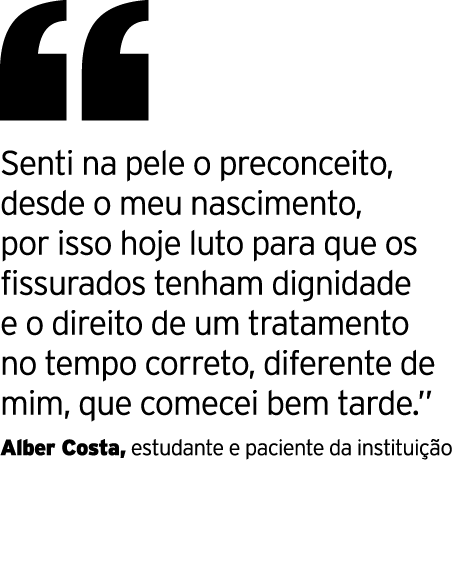 “
Senti na pele o preconceito,
desde o meu nascimento,
por isso hoje luto para que os
fissurados tenham dignidade
e o direito de um tratamento
no tempo correto, diferente de
mim, que comecei bem tarde.”
Alber Costa, estudante e paciente da instituição